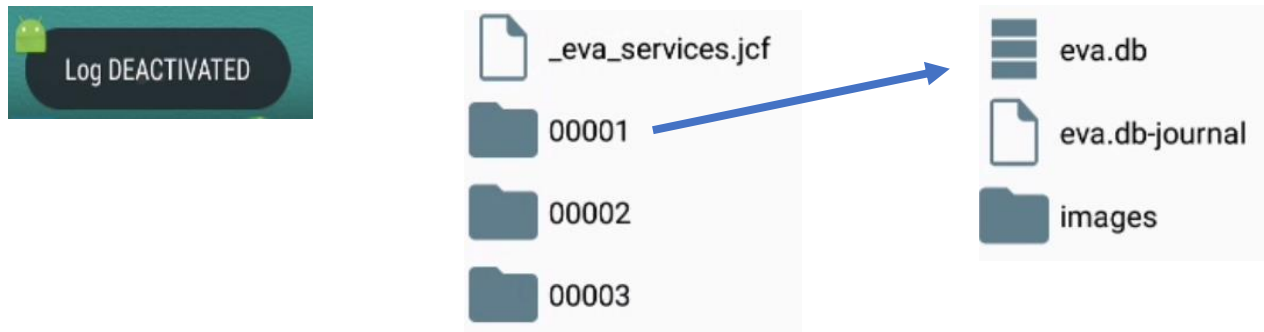 Log DEACTIVATED
_eva_services.jcf
00001
00002
00003
eva.db
eva.db-journal
images